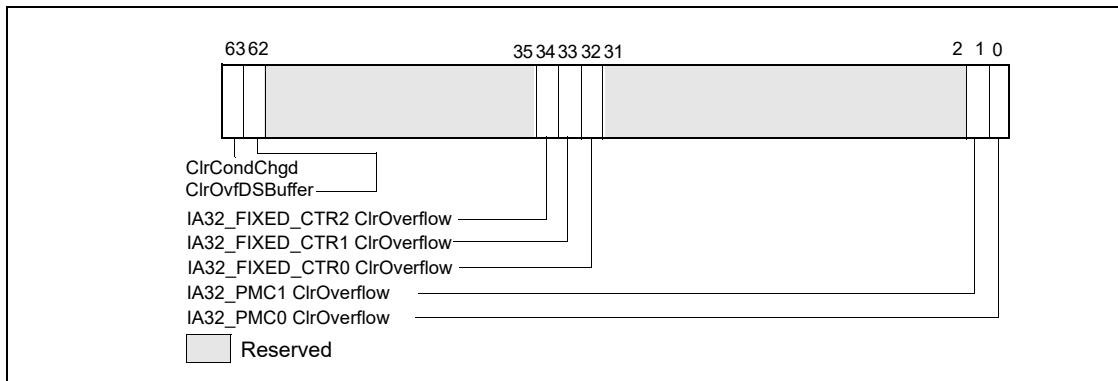 63 62 35 34 33 32 31 2 1 0
ClrCondChgd
ClrOvfDSBuffer
IA32_FIXED_CTR2 ClrOverflow
IA32_FIXED_CTR1 ClrOverflow
IA32_FIXED_CTR0 ClrOverflow
IA32_PMC1 ClrOverflow
IA32_PMC0 ClrOverflow
Reserved